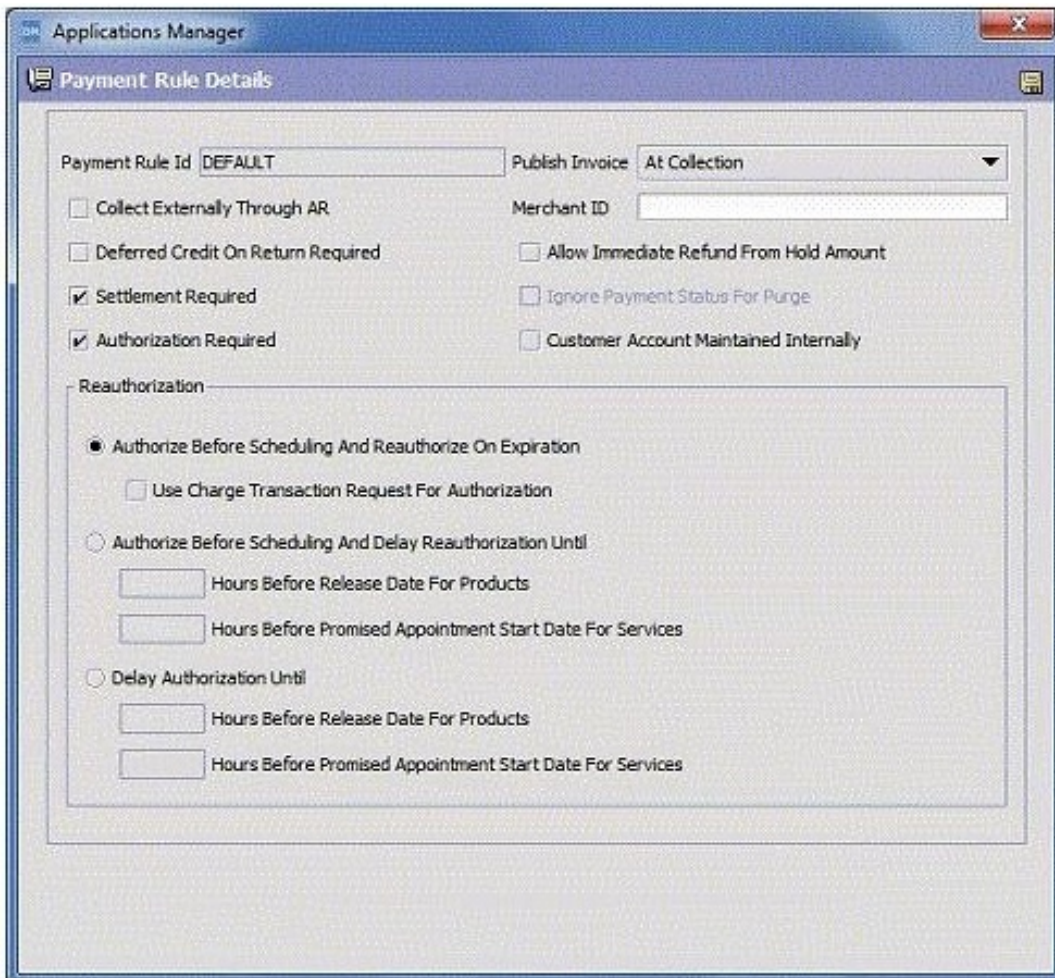 Applications Manager
Payment Rule Details
Payment Rule Id DEFAULT Publish Invoice At Collection
Collect Externally Through AR Merchant ID
Deferred Credit On Return Required Allow Immediate Refund From Hold Amount
Settlement Required Ignore Payment Status For Purge
Authorization Required Customer Account Maintained Internally
Reauthorization
Authorize Before Scheduling And Reauthorize On Expiration
Use Charge Transaction Request For Authorization
Authorize Before Scheduling And Delay Reauthorization Until
Hours Before Release Date For Products
Hours Before Promised Appointment Start Date For Services
Delay Authorization Until
Hours Before Release Date For Products
Hours Before Promised Appointment Start Date For Services